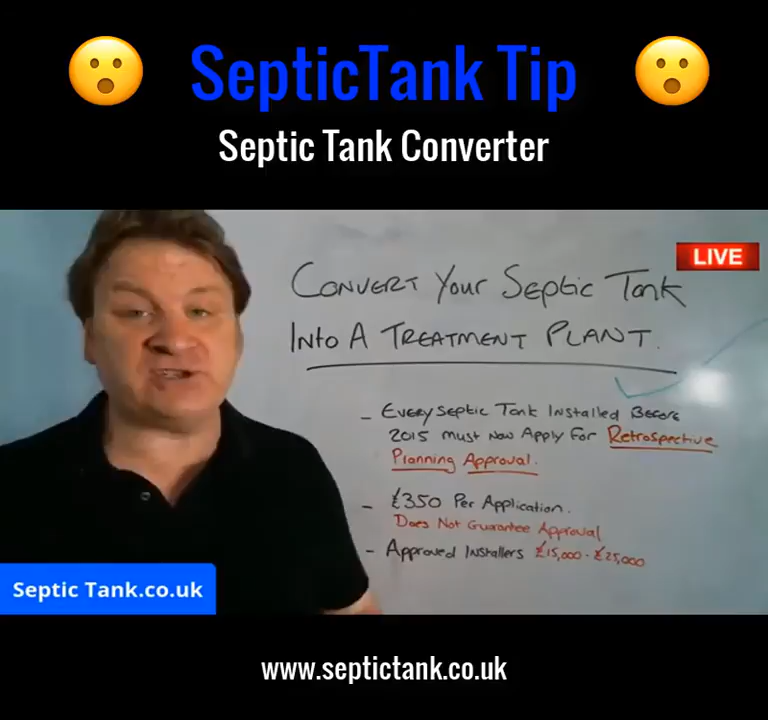 SepticTank Tip
Septic Tank Converter
LIVE
Convert Your Septic Tank
Into A Treatment Plant.
- Every Septic Tank Installed Before
2015 Must Now Apply For Retrospective
Planning Approval.
- £350 Per Application.
Does Not Guarantee Approval
- Approved Installers £15,000 - £25,000
Septic Tank.co.uk
www.septictank.co.uk